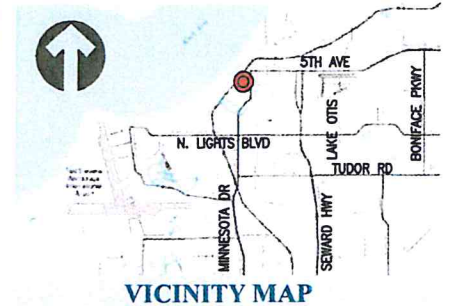 5TH AVE
N. LIGHTS BLVD
LAKE OTIS
BONIFACE PKWY
TUDOR RD
MINNESOTA DR
SEWARD HWY
VICINITY MAP